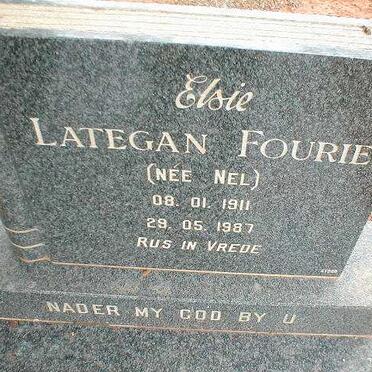 Elsie
LATEGAN FOURIE
(NÉE NEL)
08. 01. 1911
29. 05. 1987
RUS IN VREDE
NADER MY GOD BY U